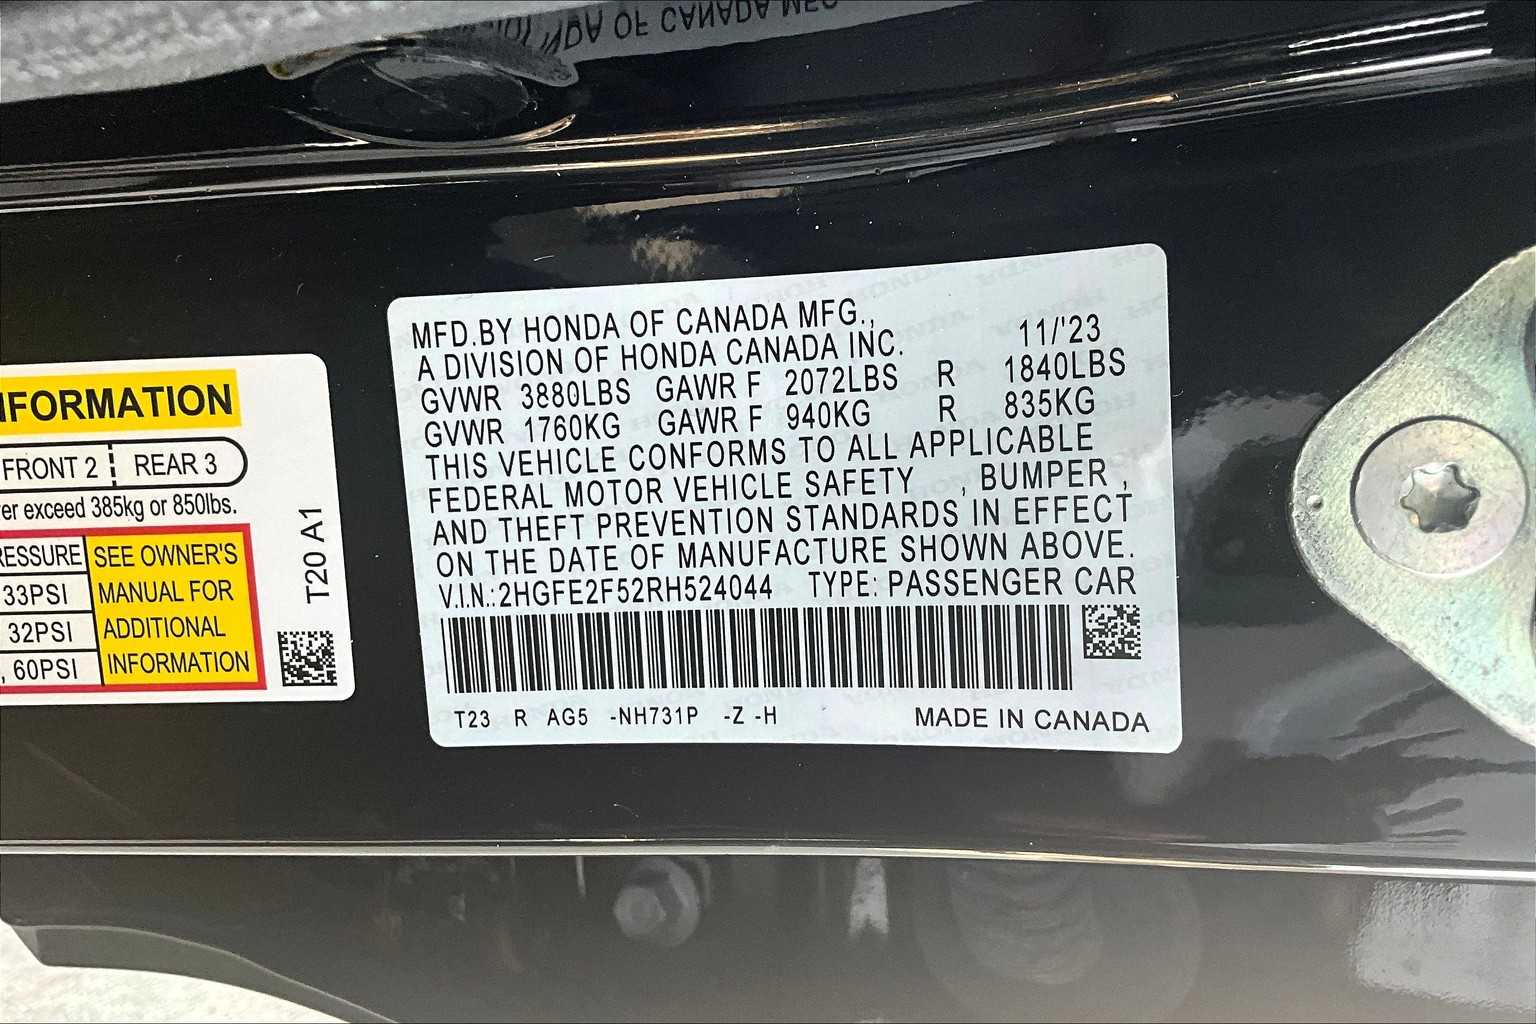 DA OF CANADA MFG
INFORMATION
FRONT 2 REAR 3
er exceed 385kg or 850lbs.
RESSURE SEE OWNER'S
33PSI MANUAL FOR
32PSI ADDITIONAL
, 60PSI INFORMATION
T20 A1
MFD.BY HONDA OF CANADA MFG.,
A DIVISION OF HONDA CANADA INC. 11/'23
GVWR 3880LBS GAWR F 2072LBS R 1840LBS
GVWR 1760KG GAWR F 940KG R 835KG
THIS VEHICLE CONFORMS TO ALL APPLICABLE
FEDERAL MOTOR VEHICLE SAFETY , BUMPER ,
AND THEFT PREVENTION STANDARDS IN EFFECT
ON THE DATE OF MANUFACTURE SHOWN ABOVE.
V.I.N.:2HGFE2F52RH524044 TYPE: PASSENGER CAR
T23 R AG5 -NH731P -Z -H MADE IN CANADA